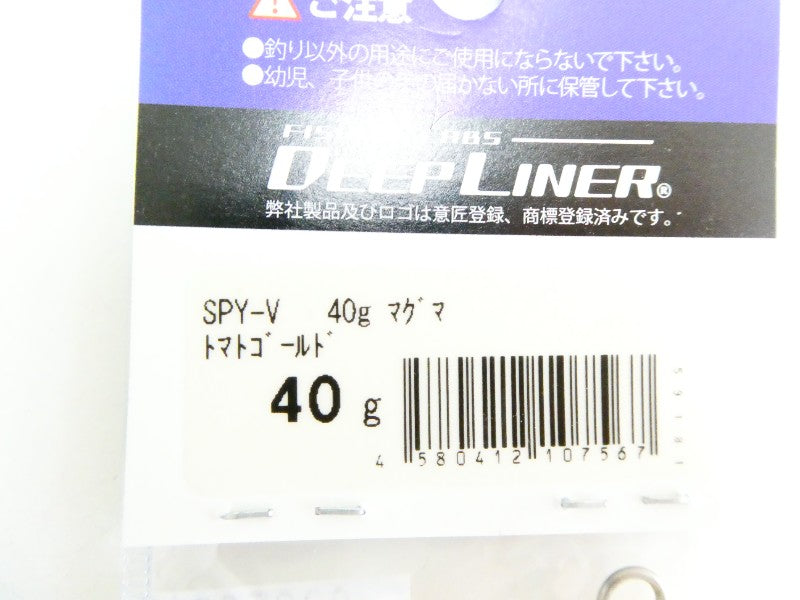 ご注意
●釣り以外の用途にご使用にならないで下さい。
●幼児、子供 届かない所に保管して下さい。
DEEP LINER®
弊社製品及びロゴは意匠登録、商標登録済みです。
SPY-V 40g ﾏｸﾞﾏ
ﾄﾏﾄｺﾞｰﾙﾄﾞ
40 g
4 580412 107567